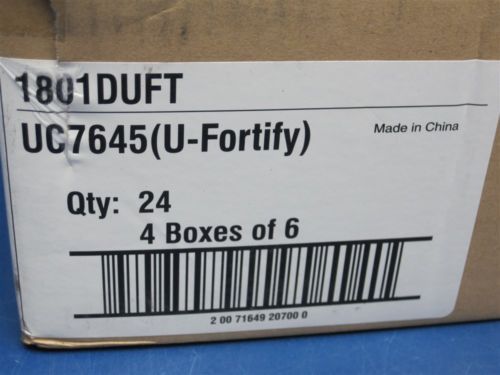 1801DUFT
UC7645(U-Fortify)
Made in China
Qty: 24
4 Boxes of 6
2 00 71649 20700 0